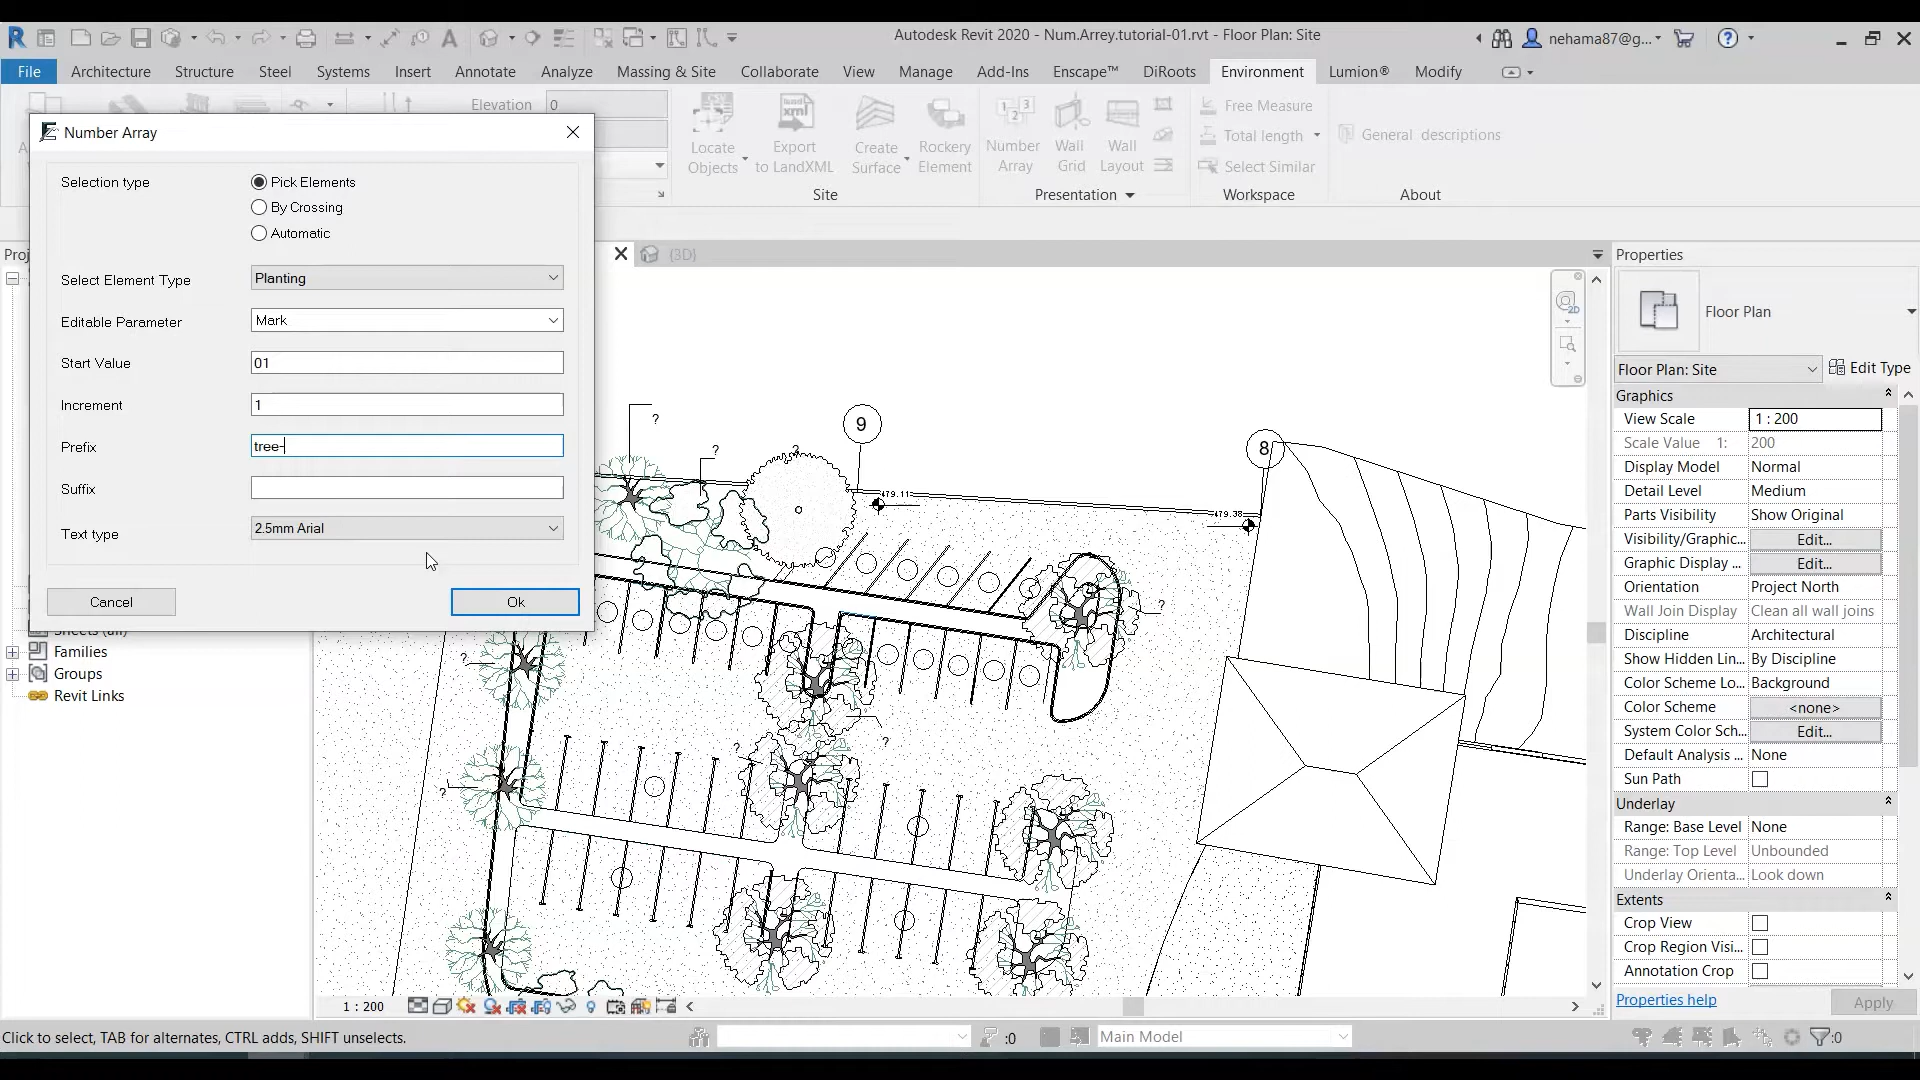 Autodesk Revit 2020 - Num.Arrey.tutorial-01.rvt - Floor Plan: Site
nehama87@g...
File Architecture Structure Steel Systems Insert Annotate Analyze Massing & Site Collaborate View Manage Add-Ins Enscape™ DiRoots Environment Lumion® Modify
Elevation 0
Locate Objects
Export to LandXML
Create Surface
Rockery Element
Number Array
Wall Grid
Wall Layout
Free Measure
Total length
Select Similar
General descriptions
Site Presentation Workspace About
Number Array
Selection type
Pick Elements
By Crossing
Automatic
Select Element Type Planting
Editable Parameter Mark
Start Value 01
Increment 1
Prefix tree-
Suffix
Text type 2.5mm Arial
Cancel Ok
Proj
Sheets (all)
Families
Groups
Revit Links
{3D}
2D
9
8
479.11
479.38
?
?
?
?
?
?
?
?
Properties
Floor Plan
Floor Plan: Site Edit Type
Graphics
View Scale 1 : 200
Scale Value 1: 200
Display Model Normal
Detail Level Medium
Parts Visibility Show Original
Visibility/Graphic... Edit...
Graphic Display ... Edit...
Orientation Project North
Wall Join Display Clean all wall joins
Discipline Architectural
Show Hidden Lin... By Discipline
Color Scheme Lo... Background
Color Scheme <none>
System Color Sch... Edit...
Default Analysis ... None
Sun Path
Underlay
Range: Base Level None
Range: Top Level Unbounded
Underlay Orienta... Look down
Extents
Crop View
Crop Region Visi...
Annotation Crop
Properties help Apply
1 : 200
Click to select, TAB for alternates, CTRL adds, SHIFT unselects.
:0
Main Model
:0